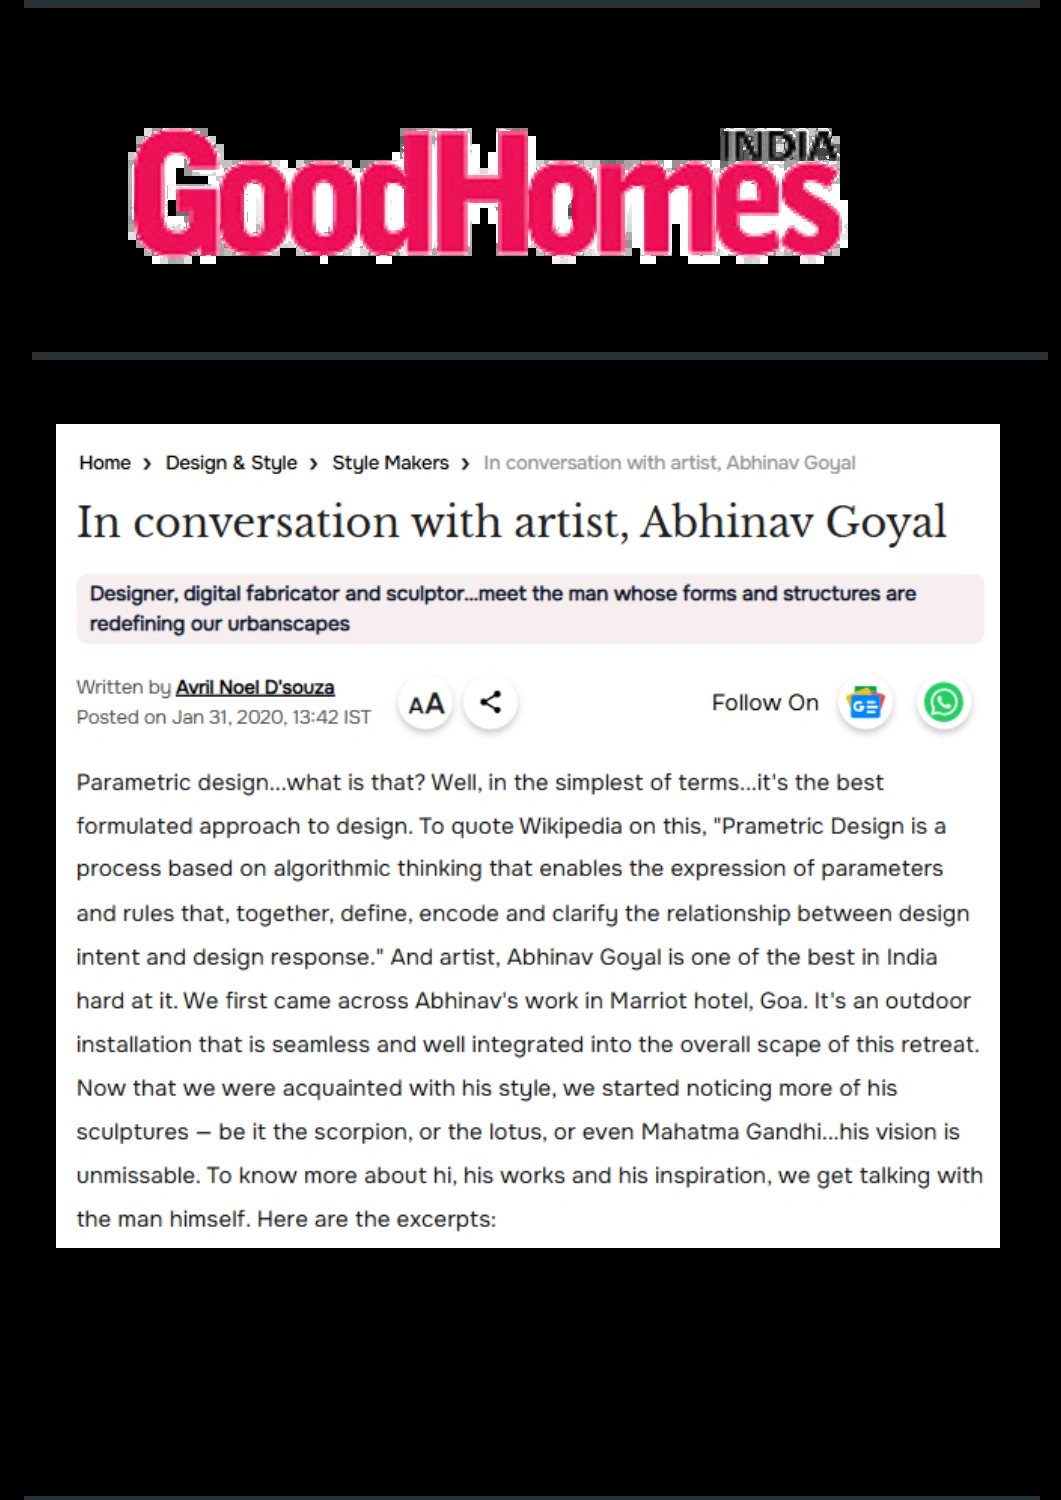 GoodHomes
INDIA
Home › Design & Style › Style Makers › In conversation with artist, Abhinav Goyal
In conversation with artist, Abhinav Goyal
Designer, digital fabricator and sculptor...meet the man whose forms and structures are
redefining our urbanscapes
Written by Avril Noel D'souza
Posted on Jan 31, 2020, 13:42 IST
AA
Follow On
GE
Parametric design...what is that? Well, in the simplest of terms...it's the best
formulated approach to design. To quote Wikipedia on this, "Prametric Design is a
process based on algorithmic thinking that enables the expression of parameters
and rules that, together, define, encode and clarify the relationship between design
intent and design response." And artist, Abhinav Goyal is one of the best in India
hard at it. We first came across Abhinav's work in Marriot hotel, Goa. It's an outdoor
installation that is seamless and well integrated into the overall scape of this retreat.
Now that we were acquainted with his style, we started noticing more of his
sculptures – be it the scorpion, or the lotus, or even Mahatma Gandhi...his vision is
unmissable. To know more about hi, his works and his inspiration, we get talking with
the man himself. Here are the excerpts: